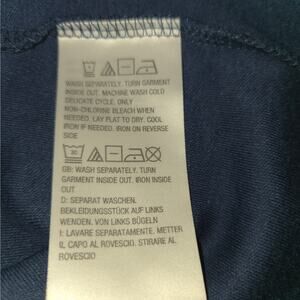 WASH SEPARATELY. TURN GARMENT
INSIDE OUT. MACHINE WASH COLD
DELICATE CYCLE. ONLY
NON-CHLORINE BLEACH WHEN
NEEDED. LAY FLAT TO DRY. COOL
IRON IF NEEDED. IRON ON REVERSE
SIDE
30
GB: WASH SEPARATELY. TURN
GARMENT INSIDE OUT. IRON INSIDE
OUT
D: SEPARAT WASCHEN.
BEKLEIDUNGSSTÜCK AUF LINKS
WENDEN. VON LINKS BÜGELN
I: LAVARE SEPARATAMENTE. METTER
IL CAPO AL ROVESCIO. STIRARE AL
ROVESCIO